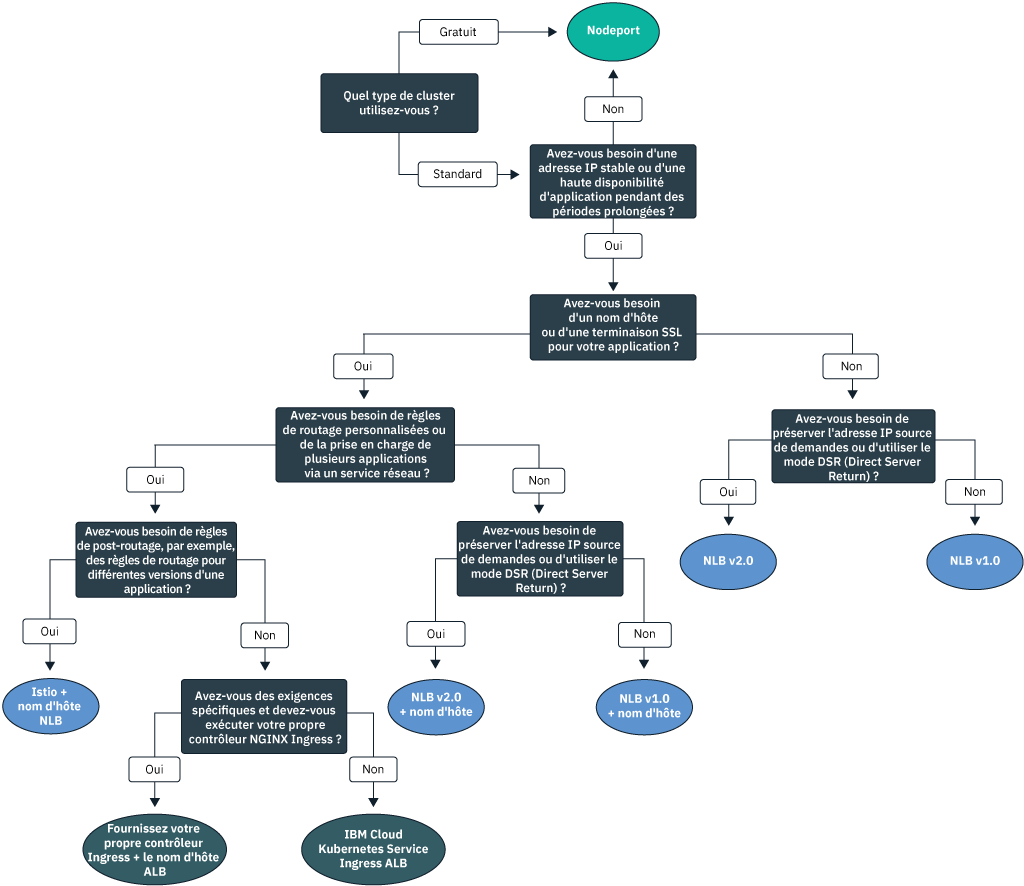 Gratuit
Nodeport
Quel type de cluster
utilisez-vous ?
Non
Standard
Avez-vous besoin d'une
adresse IP stable ou d'une
haute disponibilité
d'application pendant des
périodes prolongées ?
Oui
Avez-vous besoin
d'un nom d'hôte
ou d'une terminaison SSL
pour votre application ?
Oui
Non
Avez-vous besoin de règles
de routage personnalisées ou
de la prise en charge de
plusieurs applications
via un service réseau ?
Avez-vous besoin de
préserver l'adresse IP source
de demandes ou d'utiliser le
mode DSR (Direct Server
Return) ?
Oui
Non
Oui
Non
Avez-vous besoin de règles
de post-routage, par exemple,
des règles de routage pour
différentes versions d'une
application ?
Avez-vous besoin de
préserver l'adresse IP source
de demandes ou d'utiliser le
mode DSR (Direct Server
Return) ?
NLB v2.0
NLB v1.0
Oui
Non
Oui
Non
Istio +
nom d'hôte
NLB
Avez-vous des exigences
spécifiques et devez-vous
exécuter votre propre
contrôleur NGINX Ingress ?
NLB v2.0
+ nom d'hôte
NLB v1.0
+ nom d'hôte
Oui
Non
Fournissez votre
propre contrôleur
Ingress + le nom d'hôte
ALB
IBM Cloud
Kubernetes Service
Ingress ALB